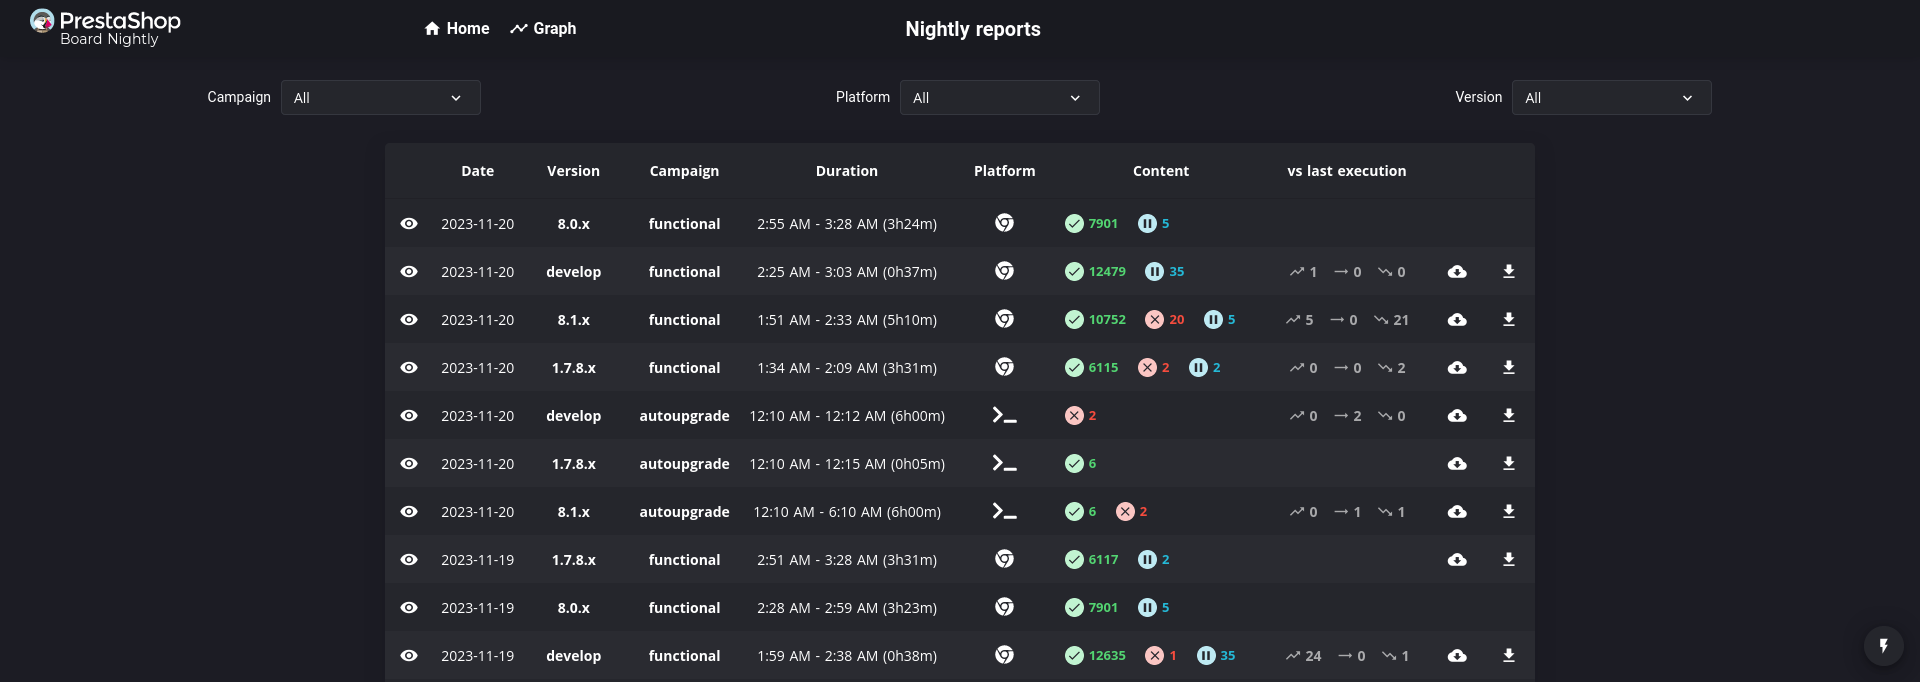 PrestaShop
Board Nightly
Home Graph
Nightly reports
Campaign All Platform All Version All
Date Version Campaign Duration Platform Content vs last execution
2023-11-20 8.0.x functional 2:55 AM - 3:28 AM (3h24m) 7901 5
2023-11-20 develop functional 2:25 AM - 3:03 AM (0h37m) 12479 35 1 0 0
2023-11-20 8.1.x functional 1:51 AM - 2:33 AM (5h10m) 10752 20 5 5 0 21
2023-11-20 1.7.8.x functional 1:34 AM - 2:09 AM (3h31m) 6115 2 2 0 0 2
2023-11-20 develop autoupgrade 12:10 AM - 12:12 AM (6h00m) 2 0 2 0
2023-11-20 1.7.8.x autoupgrade 12:10 AM - 12:15 AM (0h05m) 6
2023-11-20 8.1.x autoupgrade 12:10 AM - 6:10 AM (6h00m) 6 2 0 1 1
2023-11-19 1.7.8.x functional 2:51 AM - 3:28 AM (3h31m) 6117 2
2023-11-19 8.0.x functional 2:28 AM - 2:59 AM (3h23m) 7901 5
2023-11-19 develop functional 1:59 AM - 2:38 AM (0h38m) 12635 1 35 24 0 1